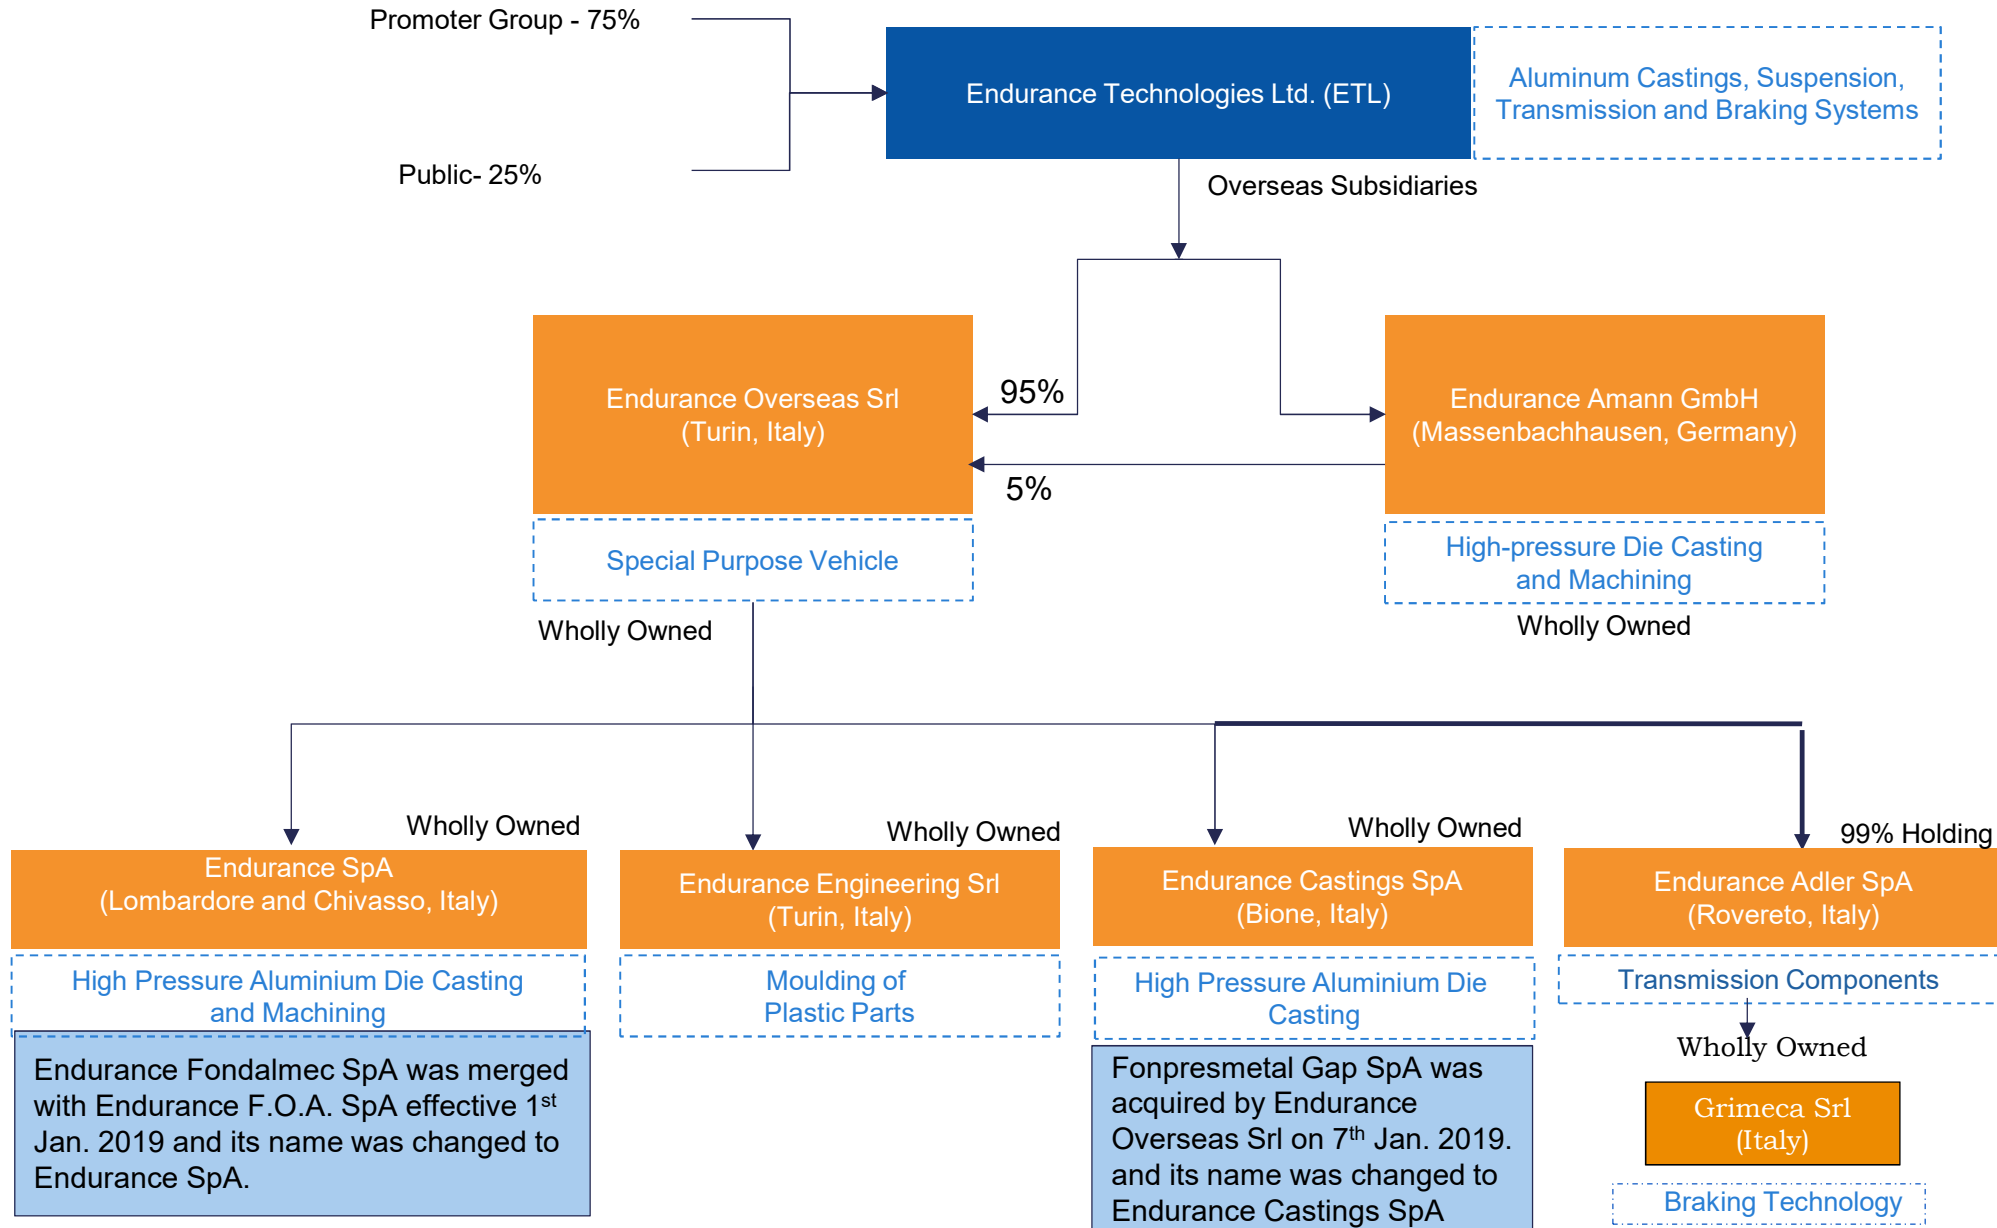 Promoter Group - 75%
Public- 25%
Endurance Technologies Ltd. (ETL)
Aluminum Castings, Suspension,
Transmission and Braking Systems
Overseas Subsidiaries
Endurance Overseas Srl
(Turin, Italy)
95%
5%
Endurance Amann GmbH
(Massenbachhausen, Germany)
Special Purpose Vehicle
High-pressure Die Casting
and Machining
Wholly Owned
Wholly Owned
Wholly Owned
Endurance SpA
(Lombardore and Chivasso, Italy)
High Pressure Aluminium Die Casting
and Machining
Endurance Fondalmec SpA was merged
with Endurance F.O.A. SpA effective 1st
Jan. 2019 and its name was changed to
Endurance SpA.
Wholly Owned
Endurance Engineering Srl
(Turin, Italy)
Moulding of
Plastic Parts
Wholly Owned
Endurance Castings SpA
(Bione, Italy)
High Pressure Aluminium Die
Casting
Fonpresmetal Gap SpA was
acquired by Endurance
Overseas Srl on 7th Jan. 2019.
and its name was changed to
Endurance Castings SpA
99% Holding
Endurance Adler SpA
(Rovereto, Italy)
Transmission Components
Wholly Owned
Grimeca Srl
(Italy)
Braking Technology